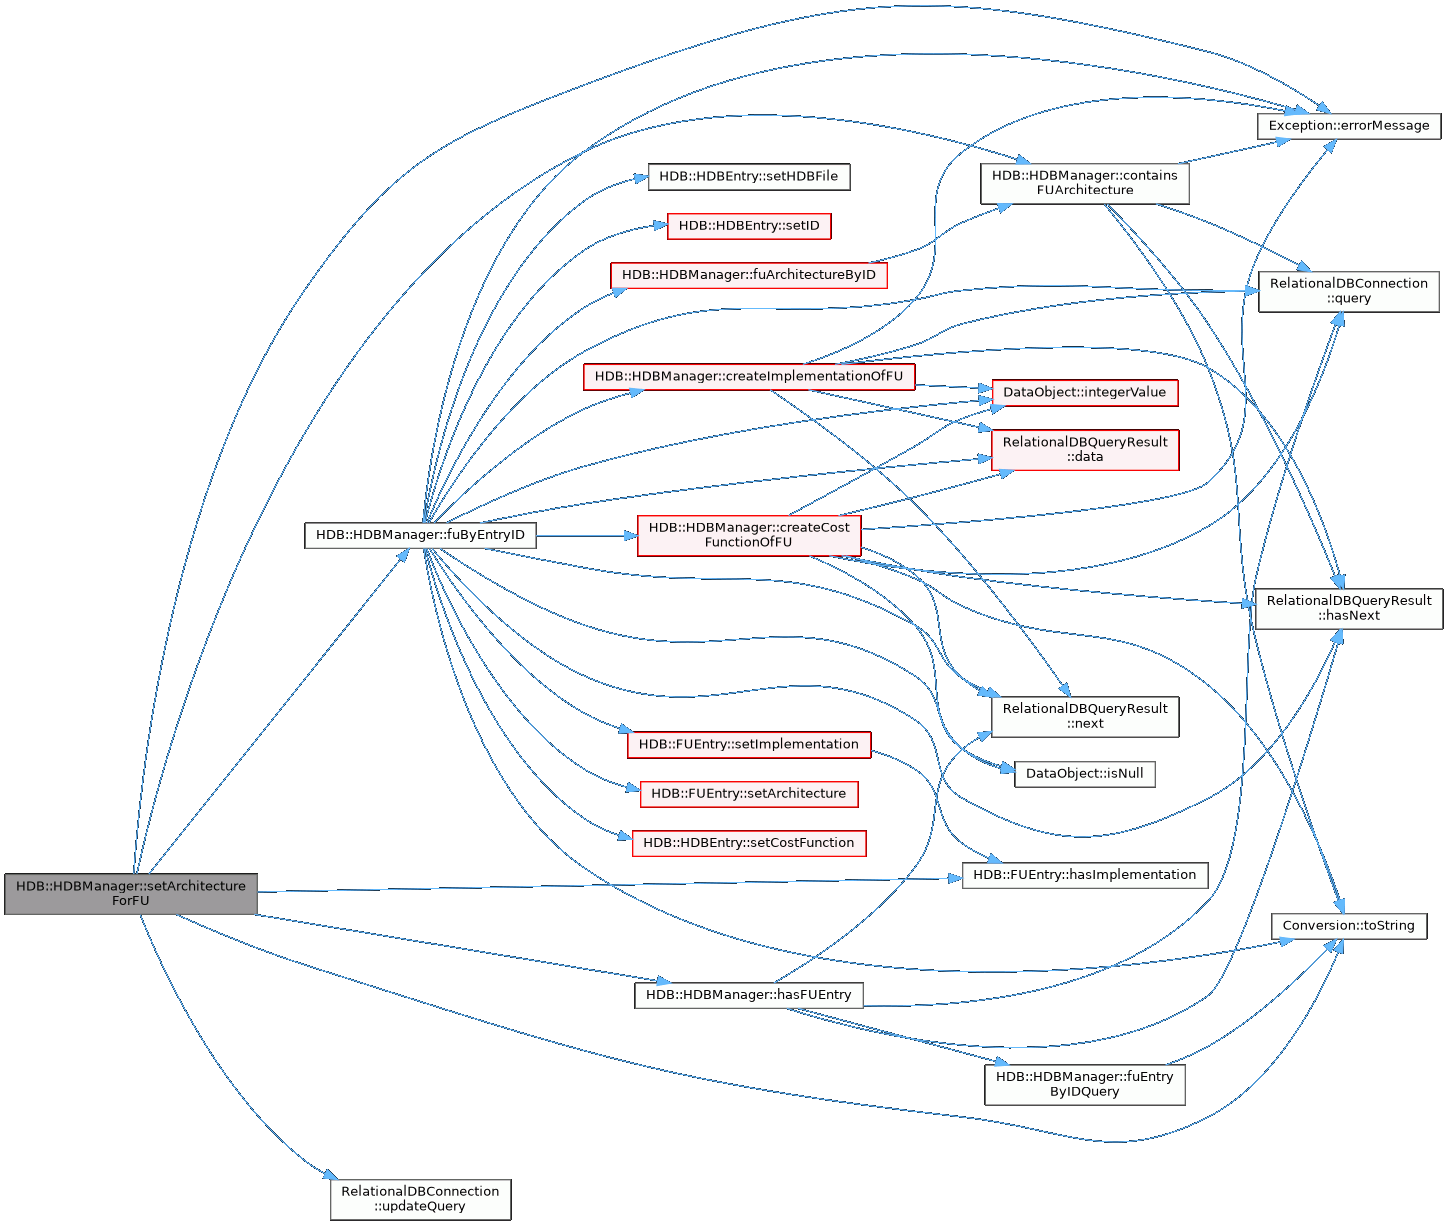 Exception::errorMessage
HDB::HDBEntry::setHDBFile
HDB::HDBManager::contains
FUArchitecture
HDB::HDBEntry::setID
HDB::HDBManager::fuArchitectureByID
RelationalDBConnection
::query
HDB::HDBManager::createImplementationOfFU
DataObject::integerValue
RelationalDBQueryResult
::data
HDB::HDBManager::fuByEntryID
HDB::HDBManager::createCost
FunctionOfFU
RelationalDBQueryResult
::hasNext
RelationalDBQueryResult
::next
HDB::FUEntry::setImplementation
DataObject::isNull
HDB::FUEntry::setArchitecture
HDB::HDBEntry::setCostFunction
HDB::FUEntry::hasImplementation
HDB::HDBManager::setArchitecture
ForFU
Conversion::toString
HDB::HDBManager::hasFUEntry
HDB::HDBManager::fuEntry
ByIDQuery
RelationalDBConnection
::updateQuery